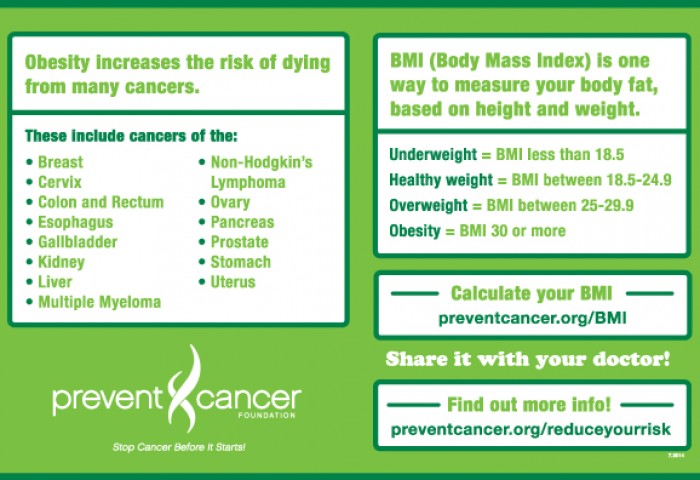 Obesity increases the risk of dying
from many cancers.
These include cancers of the:
• Breast
• Cervix
• Colon and Rectum
• Esophagus
• Gallbladder
• Kidney
• Liver
• Multiple Myeloma
• Non-Hodgkin's
Lymphoma
• Ovary
• Pancreas
• Prostate
• Stomach
• Uterus
prevent cancer
FOUNDATION
Stop Cancer Before It Starts!
BMI (Body Mass Index) is one
way to measure your body fat,
based on height and weight.
Underweight = BMI less than 18.5
Healthy weight = BMI between 18.5-24.9
Overweight = BMI between 25-29.9
Obesity = BMI 30 or more
Calculate your BMI
preventcancer.org/BMI
Share it with your doctor!
Find out more info!
preventcancer.org/reduceyourrisk